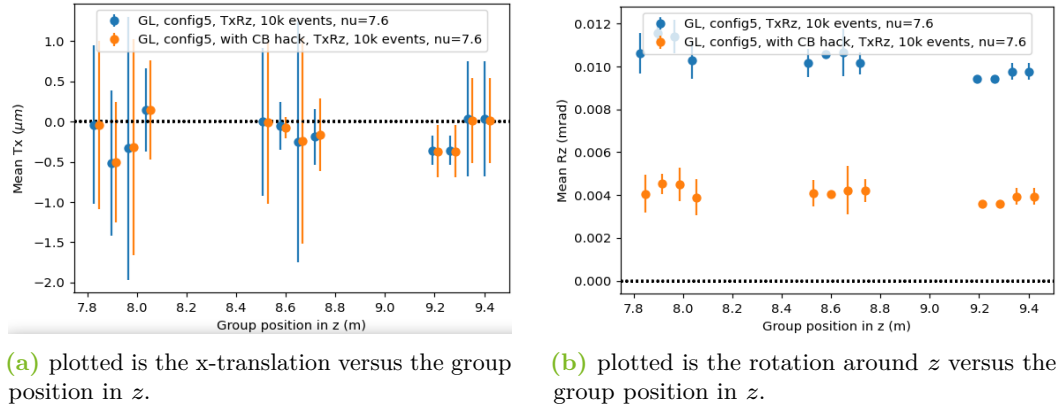 GL, config5, TxRz, 10k events, nu=7.6
GL, config5, with CB hack, TxRz, 10k events, nu=7.6
Mean Tx (μm)
1.0
0.5
0.0
−0.5
−1.0
−1.5
−2.0
7.8 8.0 8.2 8.4 8.6 8.8 9.0 9.2 9.4
Group position in z (m)
GL, config5, TxRz, 10k events, nu=7.6
GL, config5, with CB hack, TxRz, 10k events, nu=7.6
Mean Rz (mrad)
0.012
0.010
0.008
0.006
0.004
0.002
0.000
7.8 8.0 8.2 8.4 8.6 8.8 9.0 9.2 9.4
Group position in z (m)
(a) plotted is the x-translation versus the group
position in z.
(b) plotted is the rotation around z versus the
group position in z.